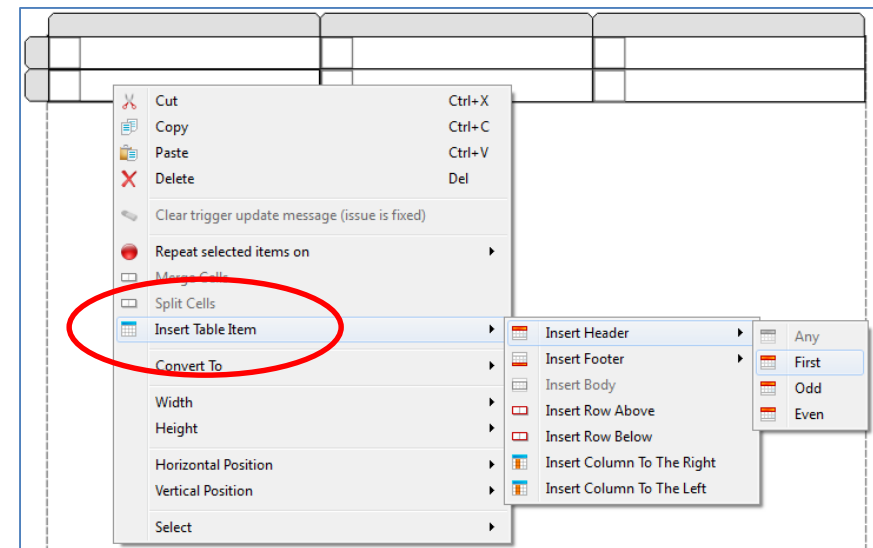 Cut Ctrl+X
Copy Ctrl+C
Paste Ctrl+V
Delete Del
Clear trigger update message (issue is fixed)
Repeat selected items on
Merge Cells
Split Cells
Insert Table Item
Convert To
Width
Height
Horizontal Position
Vertical Position
Select
Insert Header
Insert Footer
Insert Body
Insert Row Above
Insert Row Below
Insert Column To The Right
Insert Column To The Left
Any
First
Odd
Even